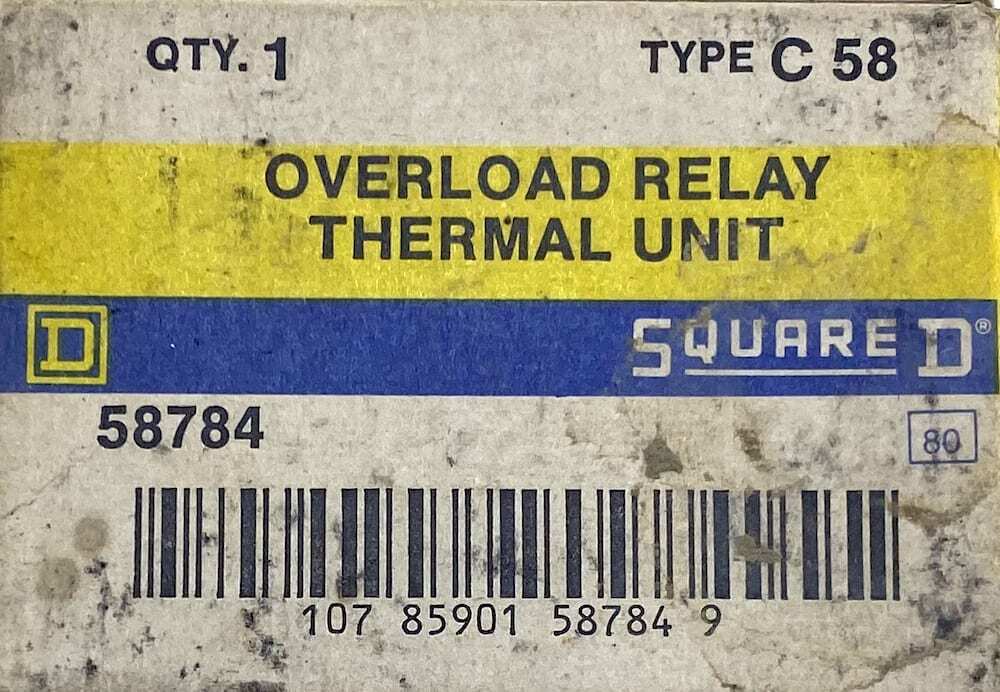 QTY. 1 TYPE C 58
OVERLOAD RELAY
THERMAL UNIT
D SQUARE D®
58784
80
107 85901 58784 9